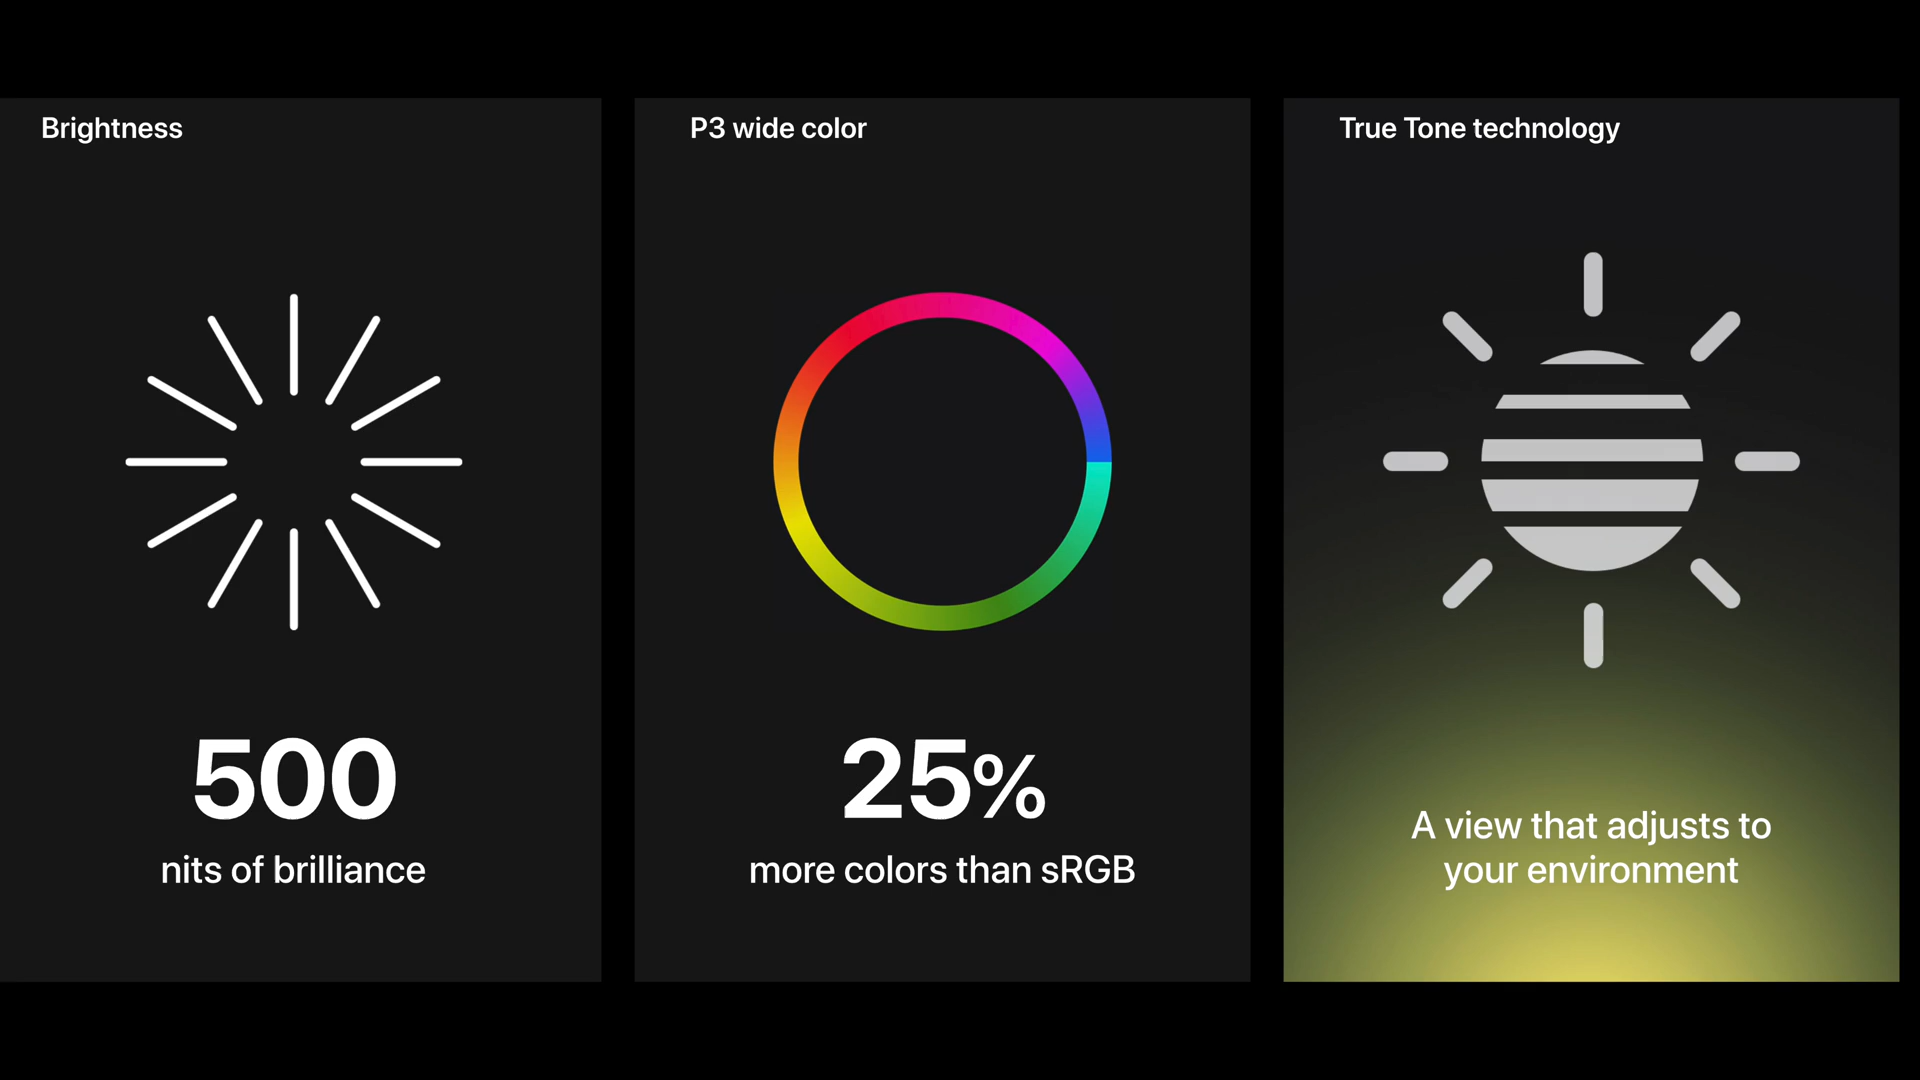 Brightness
500
nits of brilliance
P3 wide color
25%
more colors than sRGB
True Tone technology
A view that adjusts to
your environment